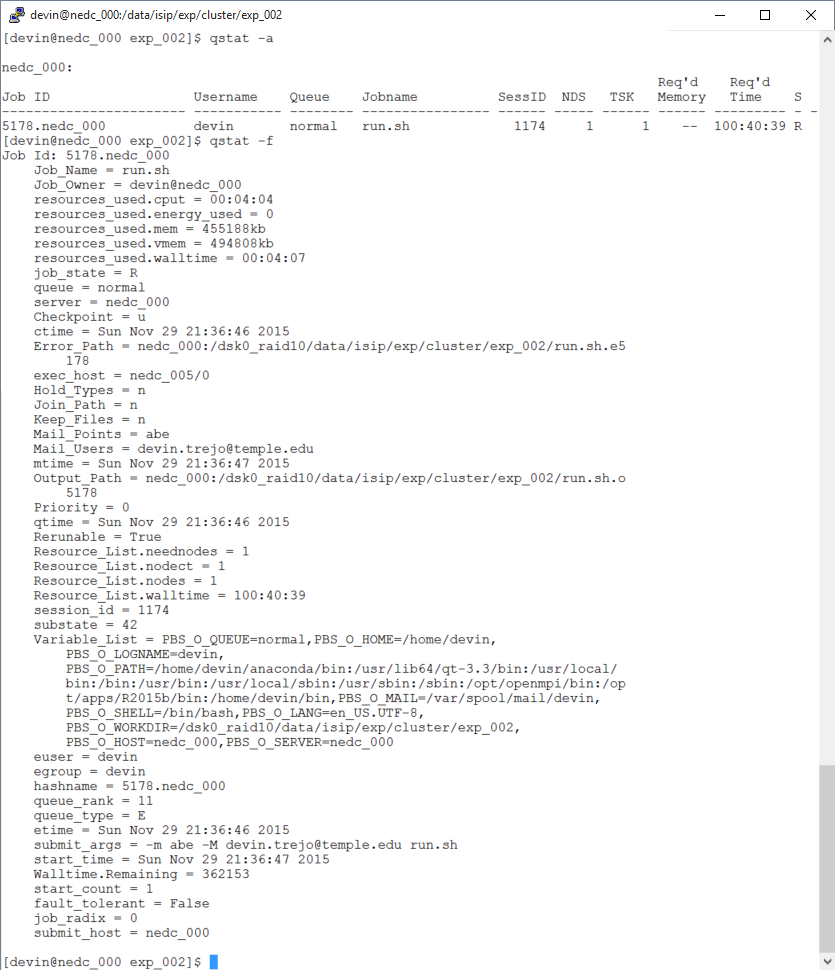 devin@nedc_000:/data/isip/exp/cluster/exp_002
[devin@nedc_000 exp_002]$ qstat -a

nedc_000:
                                                                                  Req'd    Req'd
Job ID                  Username    Queue    Jobname          SessID  NDS   TSK   Memory   Time    S
----------------------- ----------- -------- ---------------- ------ ----- ------ ------ --------- - -
5178.nedc_000           devin       normal   run.sh             1174     1      1    --  100:40:39 R
[devin@nedc_000 exp_002]$ qstat -f
Job Id: 5178.nedc_000
    Job_Name = run.sh
    Job_Owner = devin@nedc_000
    resources_used.cput = 00:04:04
    resources_used.energy_used = 0
    resources_used.mem = 455188kb
    resources_used.vmem = 494808kb
    resources_used.walltime = 00:04:07
    job_state = R
    queue = normal
    server = nedc_000
    Checkpoint = u
    ctime = Sun Nov 29 21:36:46 2015
    Error_Path = nedc_000:/dsk0_raid10/data/isip/exp/cluster/exp_002/run.sh.e5
        178
    exec_host = nedc_005/0
    Hold_Types = n
    Join_Path = n
    Keep_Files = n
    Mail_Points = abe
    Mail_Users = devin.trejo@temple.edu
    mtime = Sun Nov 29 21:36:47 2015
    Output_Path = nedc_000:/dsk0_raid10/data/isip/exp/cluster/exp_002/run.sh.o
        5178
    Priority = 0
    qtime = Sun Nov 29 21:36:46 2015
    Rerunable = True
    Resource_List.neednodes = 1
    Resource_List.nodect = 1
    Resource_List.nodes = 1
    Resource_List.walltime = 100:40:39
    session_id = 1174
    substate = 42
    Variable_List = PBS_O_QUEUE=normal,PBS_O_HOME=/home/devin,
        PBS_O_LOGNAME=devin,
        PBS_O_PATH=/home/devin/anaconda/bin:/usr/lib64/qt-3.3/bin:/usr/local/
        bin:/bin:/usr/bin:/usr/local/sbin:/usr/sbin:/sbin:/opt/openmpi/bin:/op
        t/apps/R2015b/bin:/home/devin/bin,PBS_O_MAIL=/var/spool/mail/devin,
        PBS_O_SHELL=/bin/bash,PBS_O_LANG=en_US.UTF-8,
        PBS_O_WORKDIR=/dsk0_raid10/data/isip/exp/cluster/exp_002,
        PBS_O_HOST=nedc_000,PBS_O_SERVER=nedc_000
    euser = devin
    egroup = devin
    hashname = 5178.nedc_000
    queue_rank = 11
    queue_type = E
    etime = Sun Nov 29 21:36:46 2015
    submit_args = -m abe -M devin.trejo@temple.edu run.sh
    start_time = Sun Nov 29 21:36:47 2015
    Walltime.Remaining = 362153
    start_count = 1
    fault_tolerant = False
    job_radix = 0
    submit_host = nedc_000

[devin@nedc_000 exp_002]$